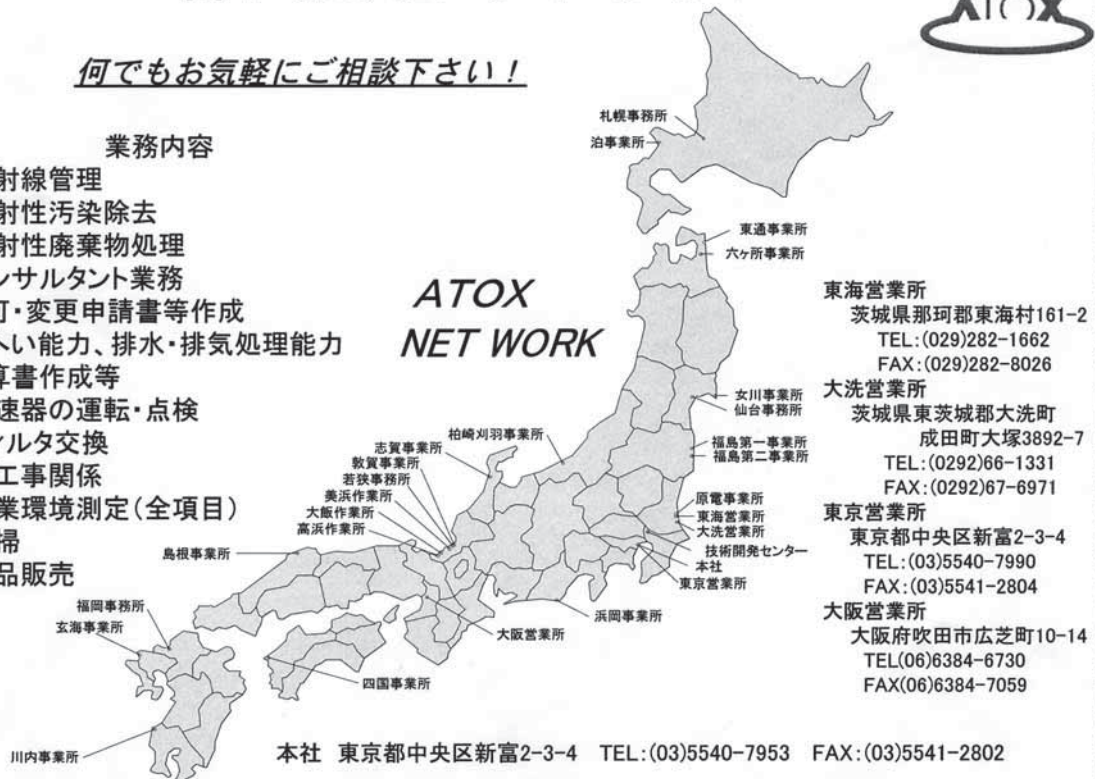 ATOX
何でもお気軽にご相談下さい!
業務内容
射線管理
射性汚染除去
射性廃棄物処理
ンサルタント業務
可・変更申請書等作成
へい能力、排水・排気処理能力
算書作成等
速器の運転・点検
ィルタ交換
工事関係
業環境測定(全項目)
掃
品販売
ATOX
NET WORK
札幌事務所
泊事業所
東通事業所
六ヶ所事業所
女川事業所
仙台事務所
柏崎刈羽事業所
福島第一事業所
福島第二事業所
志賀事業所
敦賀事業所
若狭事務所
美浜作業所
大飯作業所
高浜作業所
原電事業所
東海営業所
大洗営業所
技術開発センター
本社
東京営業所
島根事業所
浜岡事業所
大阪営業所
福岡事務所
玄海事業所
四国事業所
川内事業所
東海営業所
茨城県那珂郡東海村161-2
TEL:(029)282-1662
FAX:(029)282-8026
大洗営業所
茨城県東茨城郡大洗町
成田町大塚3892-7
TEL:(0292)66-1331
FAX:(0292)67-6971
東京営業所
東京都中央区新富2-3-4
TEL:(03)5540-7990
FAX:(03)5541-2804
大阪営業所
大阪府吹田市広芝町10-14
TEL(06)6384-6730
FAX(06)6384-7059
本社 東京都中央区新富2-3-4 TEL:(03)5540-7953 FAX:(03)5541-2802